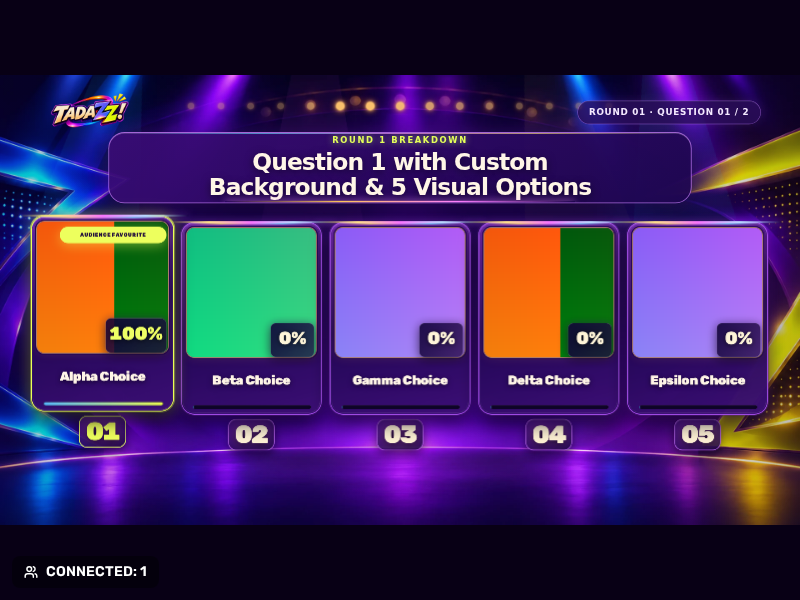 TADAZZ!
ROUND 01 · QUESTION 01 / 2
ROUND 1 BREAKDOWN
Question 1 with Custom
Background & 5 Visual Options
AUDIENCE FAVOURITE
100%
Alpha Choice
01
0%
Beta Choice
02
0%
Gamma Choice
03
0%
Delta Choice
04
0%
Epsilon Choice
05
CONNECTED: 1